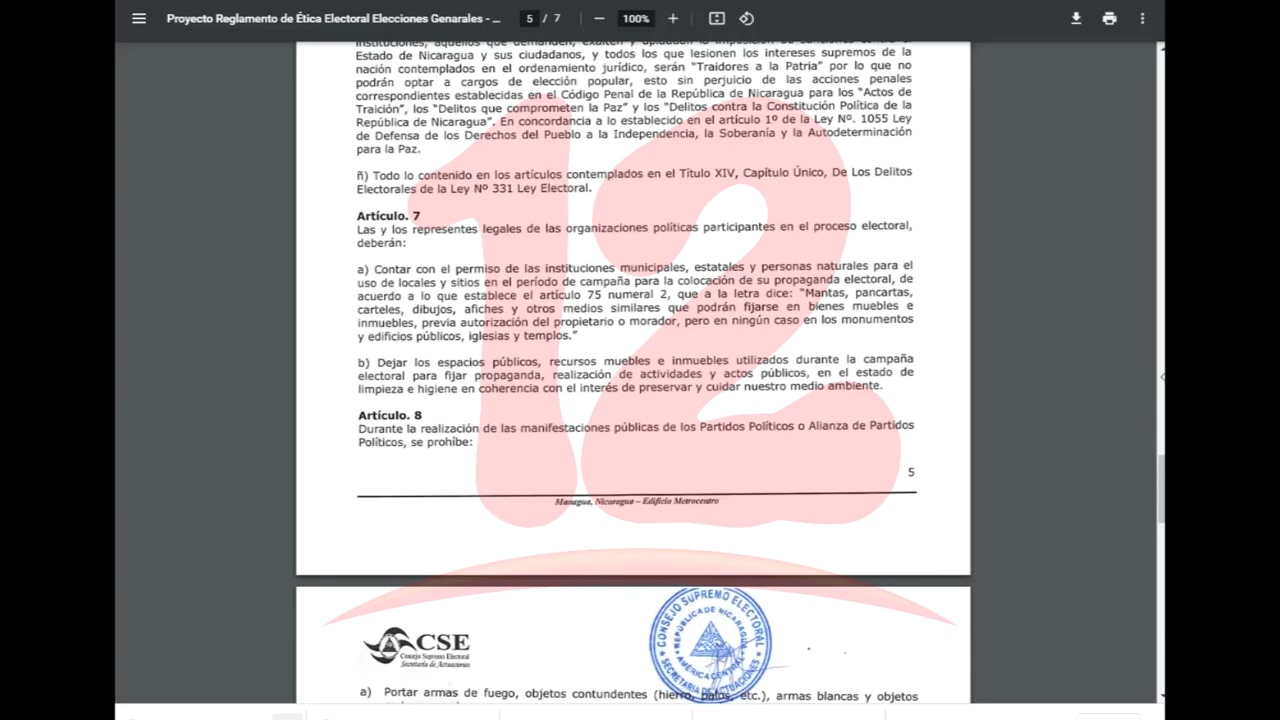 Proyecto Reglamento de Ética Electoral Elecciones Genarales - ...
5 / 7
100%
Estado de Nicaragua y sus ciudadanos, y todos los que lesionen los intereses supremos de la
nación contemplados en el ordenamiento jurídico, serán “Traidores a la Patria” por lo que no
podrán optar a cargos de elección popular, esto sin perjuicio de las acciones penales
correspondientes establecidas en el Código Penal de la República de Nicaragua para los “Actos de
Traición”, los “Delitos que comprometen la Paz” y los “Delitos contra la Constitución Política de la
República de Nicaragua”. En concordancia a lo establecido en el artículo 1º de la Ley Nº. 1055 Ley
de Defensa de los Derechos del Pueblo a la Independencia, la Soberanía y la Autodeterminación
para la Paz.
ñ) Todo lo contenido en los artículos contemplados en el Título XIV, Capítulo Único, De Los Delitos
Electorales de la Ley Nº 331 Ley Electoral.
Artículo. 7
Las y los represente legales de las organizaciones políticas participantes en el proceso electoral,
deberán:
a) Contar con el permiso de las instituciones municipales, estatales y personas naturales para el
uso de locales y sitios en el período de campaña para la colocación de su propaganda electoral, de
acuerdo a lo que establece el artículo 75 numeral 2, que a la letra dice: “Mantas, pancartas,
carteles, dibujos, afiches y otros medios similares que podrán fijarse en bienes muebles e
inmuebles, previa autorización del propietario o morador, pero en ningún caso en los monumentos
y edificios públicos, iglesias y templos.”
b) Dejar los espacios públicos, recursos muebles e inmuebles utilizados durante la campaña
electoral para fijar propaganda, realización de actividades y actos públicos, en el estado de
limpieza e higiene en coherencia con el interés de preservar y cuidar nuestro medio ambiente.
Artículo. 8
Durante la realización de las manifestaciones públicas de los Partidos Políticos o Alianza de Partidos
Políticos, se prohíbe:
5
Managua, Nicaragua – Edificio Metrocentro
12
CSE
Consejo Supremo Electoral
Secretaría de Actuaciones
CONSEJO SUPREMO ELECTORAL
REPÚBLICA DE NICARAGUA
AMÉRICA CENTRAL
SECRETARIA DE ACTUACIONES
a) Portar armas de fuego, objetos contundentes (hierro, palos, etc.), armas blancas y objetos